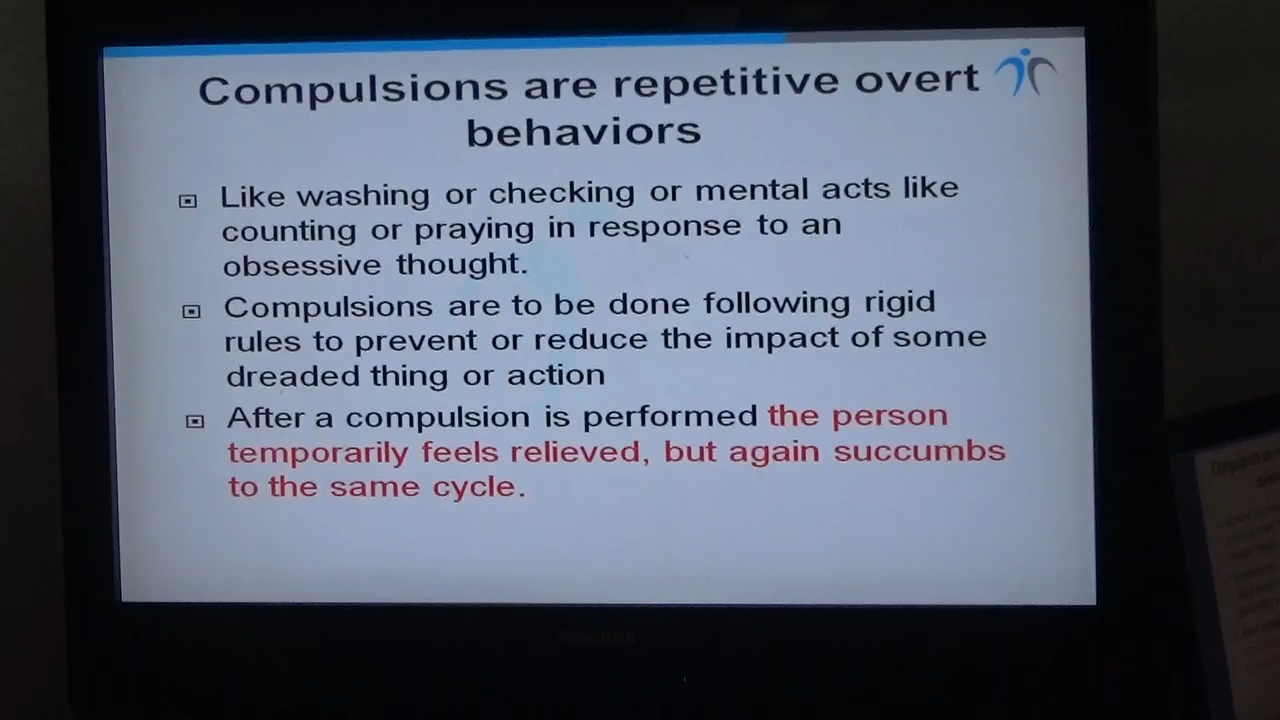 Compulsions are repetitive overt
behaviors
Like washing or checking or mental acts like
counting or praying in response to an
obsessive thought.
Compulsions are to be done following rigid
rules to prevent or reduce the impact of some
dreaded thing or action
After a compulsion is performed the person
temporarily feels relieved, but again succumbs
to the same cycle.
TOSHIBA